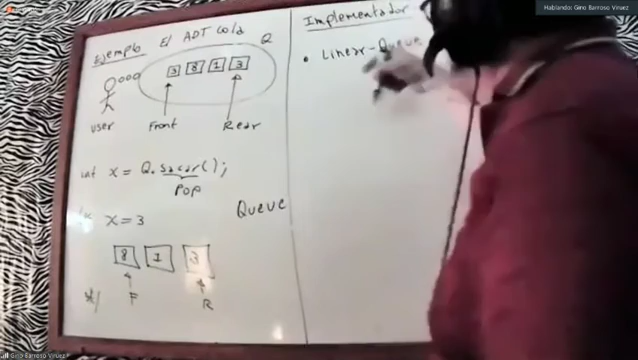 Hablando: Gino Barroso Viruez
Ejemplo El ADT Cola Q
3 8 1 3
user Front Rear
int x = Q.sacar();
Pop
/* x = 3
Queue
8 1 3
*/ F R
Implementador
• Linear-Queue
Gino Barroso Viruez